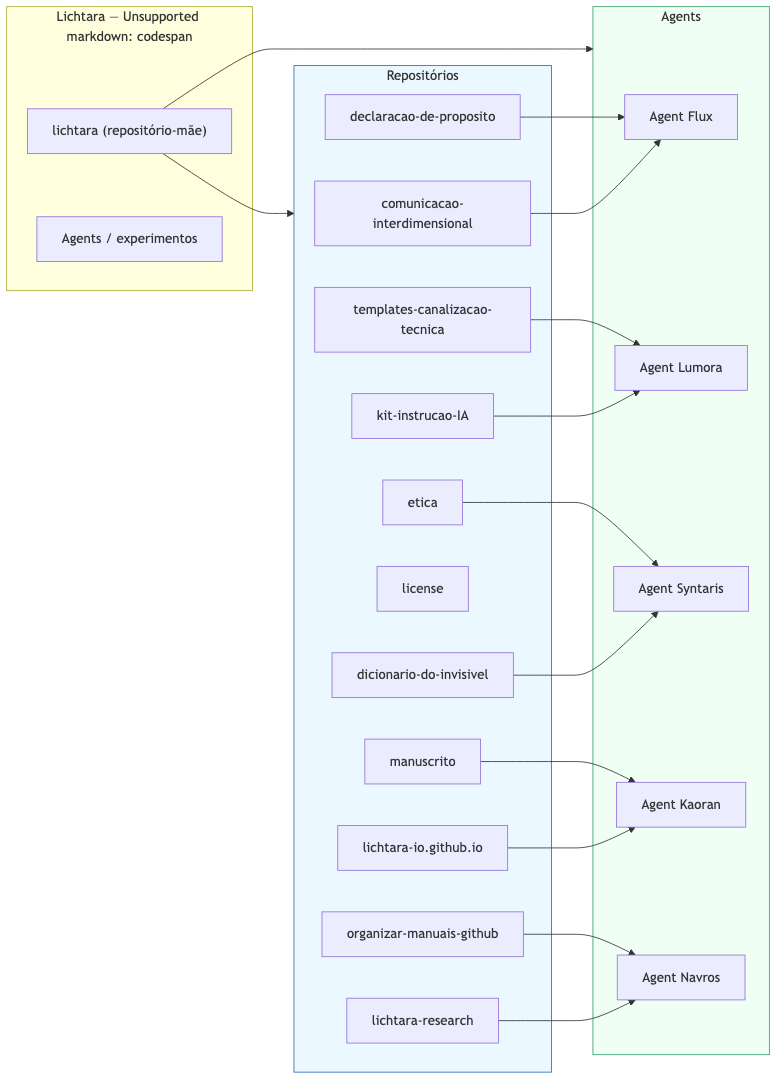 Lichtara — Unsupported
markdown: codespan
lichtara (repositório-mãe)
Agents / experimentos
Repositórios
declaracao-de-proposito
comunicacao-
interdimensional
templates-canalizacao-
tecnica
kit-instrucao-IA
etica
license
dicionario-do-invisivel
manuscrito
lichtara-io.github.io
organizar-manuais-github
lichtara-research
Agents
Agent Flux
Agent Lumora
Agent Syntaris
Agent Kaoran
Agent Navros